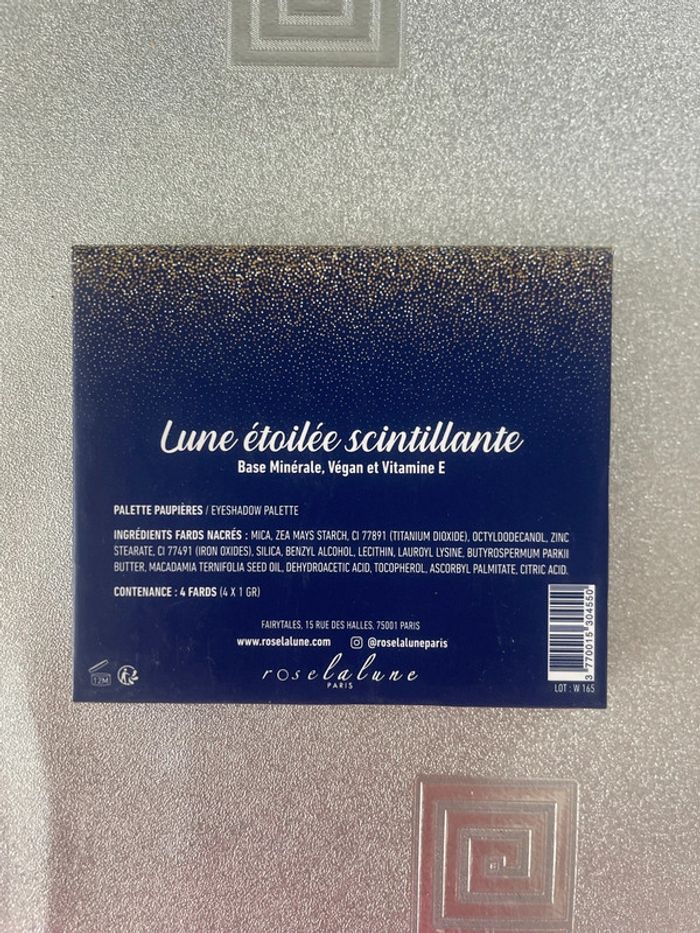 Lune étoilée scintillante
Base Minérale, Végan et Vitamine E
PALETTE PAUPIÈRES / EYESHADOW PALETTE
INGRÉDIENTS FARDS NACRÉS : MICA, ZEA MAYS STARCH, CI 77891 (TITANIUM DIOXIDE), OCTYLDODECANOL, ZINC
STEARATE, CI 77491 (IRON OXIDES), SILICA, BENZYL ALCOHOL, LECITHIN, LAUROYL LYSINE, BUTYROSPERMUM PARKII
BUTTER, MACADAMIA TERNIFOLIA SEED OIL, DEHYDROACETIC ACID, TOCOPHEROL, ASCORBYL PALMITATE, CITRIC ACID.
CONTENANCE : 4 FARDS (4 X 1 GR)
FAIRYTALES, 15 RUE DES HALLES, 75001 PARIS
www.roselalune.com @roselaluneparis
roselalune
PARIS
12M
3 770015 304550
LOT : W 165